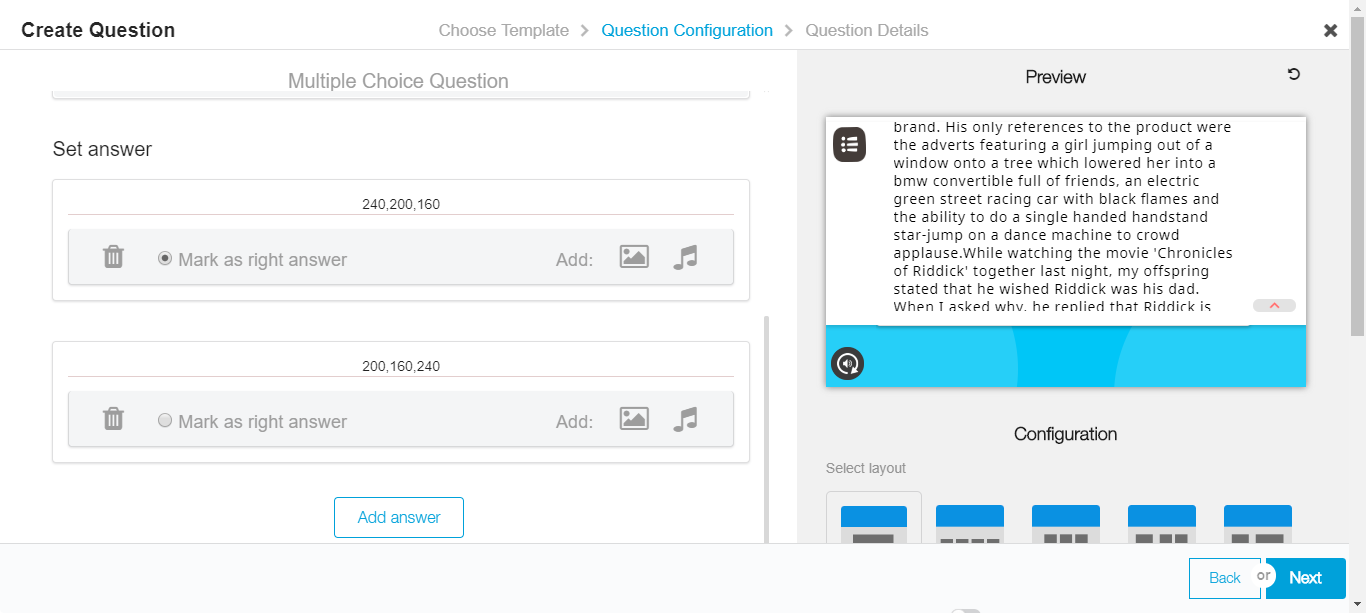 Create Question
Choose Template > Question Configuration > Question Details
Multiple Choice Question
Set answer
240,200,160
Mark as right answer
Add:
200,160,240
Mark as right answer
Add:
Add answer
Preview
brand. His only references to the product were
the adverts featuring a girl jumping out of a
window onto a tree which lowered her into a
bmw convertible full of friends, an electric
green street racing car with black flames and
the ability to do a single handed handstand
star-jump on a dance machine to crowd
applause.While watching the movie 'Chronicles
of Riddick' together last night, my offspring
stated that he wished Riddick was his dad.
When I asked why, he replied that Riddick is
Configuration
Select layout
Back
or
Next